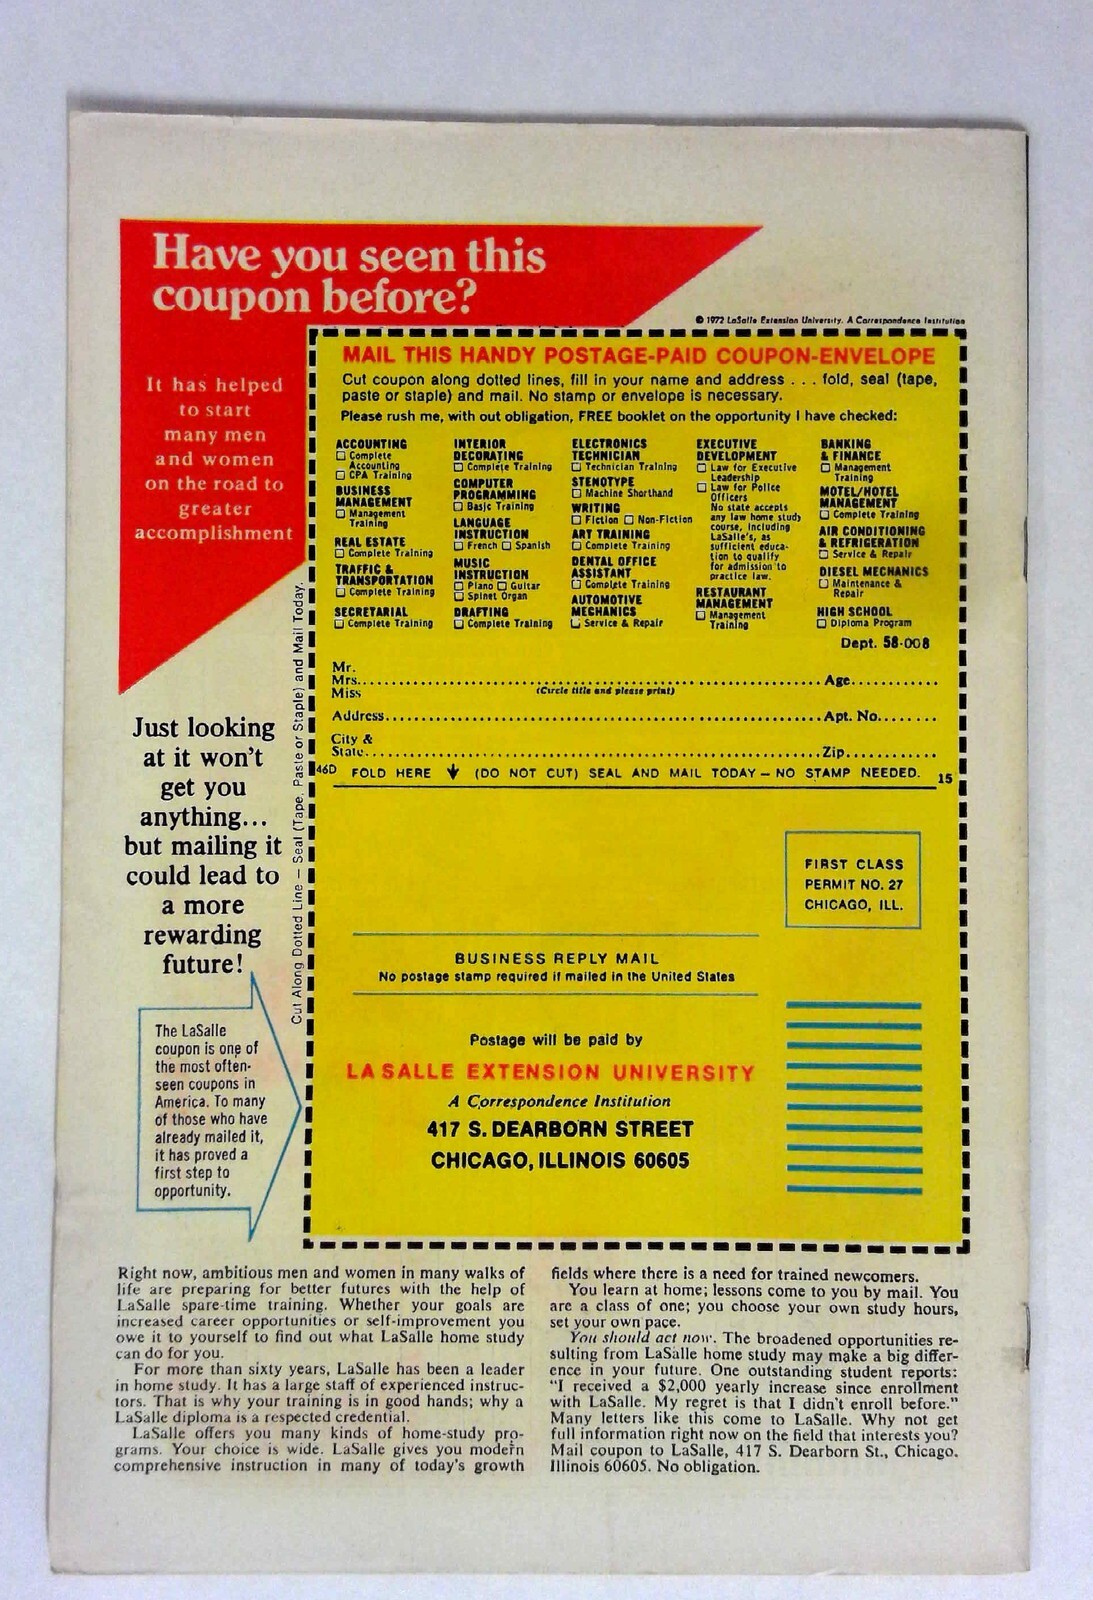 Have you seen this
coupon before?
© 1972 LaSalle Extension University. A Correspondence Institution
It has helped
to start
many men
and women
on the road to
greater
accomplishment
Just looking
at it won't
get you
anything...
but mailing it
could lead to
a more
rewarding
future!
The LaSalle
coupon is one of
the most often-
seen coupons in
America. To many
of those who have
already mailed it,
it has proved a
first step to
opportunity.
Cut Along Dotted Line — Seal (Tape, Paste or Staple) and Mail Today.
MAIL THIS HANDY POSTAGE-PAID COUPON-ENVELOPE
Cut coupon along dotted lines, fill in your name and address . . . fold, seal (tape,
paste or staple) and mail. No stamp or envelope is necessary.
Please rush me, with out obligation, FREE booklet on the opportunity I have checked:
ACCOUNTING
☐ Complete
Accounting
☐ CPA Training
BUSINESS
MANAGEMENT
☐ Management
Training
REAL ESTATE
☐ Complete Training
TRAFFIC &
TRANSPORTATION
☐ Complete Training
SECRETARIAL
☐ Complete Training
INTERIOR
DECORATING
☐ Complete Training
COMPUTER
PROGRAMMING
☐ Basic Training
LANGUAGE
INSTRUCTION
☐ French ☐ Spanish
MUSIC
INSTRUCTION
☐ Piano ☐ Guitar
☐ Spinet Organ
DRAFTING
☐ Complete Training
ELECTRONICS
TECHNICIAN
☐ Technician Training
STENOTYPE
☐ Machine Shorthand
WRITING
☐ Fiction ☐ Non-Fiction
ART TRAINING
☐ Complete Training
DENTAL OFFICE
ASSISTANT
☐ Complete Training
AUTOMOTIVE
MECHANICS
☐ Service & Repair
EXECUTIVE
DEVELOPMENT
☐ Law for Executive
Leadership
☐ Law for Police
Officers
No state accepts
any law home study
course, including
LaSalle's, as
sufficient educa-
tion to qualify
for admission to
practice law.
RESTAURANT
MANAGEMENT
☐ Management
Training
BANKING
& FINANCE
☐ Management
Training
MOTEL/HOTEL
MANAGEMENT
☐ Complete Training
AIR CONDITIONING
& REFRIGERATION
☐ Service & Repair
DIESEL MECHANICS
☐ Maintenance &
Repair
HIGH SCHOOL
☐ Diploma Program
Dept. 58-008
Mr.
Mrs. Age
Miss (Circle title and please print)
Address Apt. No.
City &
State Zip
46D FOLD HERE ↓ (DO NOT CUT) SEAL AND MAIL TODAY — NO STAMP NEEDED. 15
FIRST CLASS
PERMIT NO. 27
CHICAGO, ILL.
BUSINESS REPLY MAIL
No postage stamp required if mailed in the United States
Postage will be paid by
LA SALLE EXTENSION UNIVERSITY
A Correspondence Institution
417 S. DEARBORN STREET
CHICAGO, ILLINOIS 60605
Right now, ambitious men and women in many walks of
life are preparing for better futures with the help of
LaSalle spare-time training. Whether your goals are
increased career opportunities or self-improvement you
owe it to yourself to find out what LaSalle home study
can do for you.
For more than sixty years, LaSalle has been a leader
in home study. It has a large staff of experienced instruc-
tors. That is why your training is in good hands; why a
LaSalle diploma is a respected credential.
LaSalle offers you many kinds of home-study pro-
grams. Your choice is wide. LaSalle gives you modern
comprehensive instruction in many of today's growth
fields where there is a need for trained newcomers.
You learn at home; lessons come to you by mail. You
are a class of one; you choose your own study hours,
set your own pace.
You should act now. The broadened opportunities re-
sulting from LaSalle home study may make a big differ-
ence in your future. One outstanding student reports:
"I received a $2,000 yearly increase since enrollment
with LaSalle. My regret is that I didn't enroll before."
Many letters like this come to LaSalle. Why not get
full information right now on the field that interests you?
Mail coupon to LaSalle, 417 S. Dearborn St., Chicago,
Illinois 60605. No obligation.